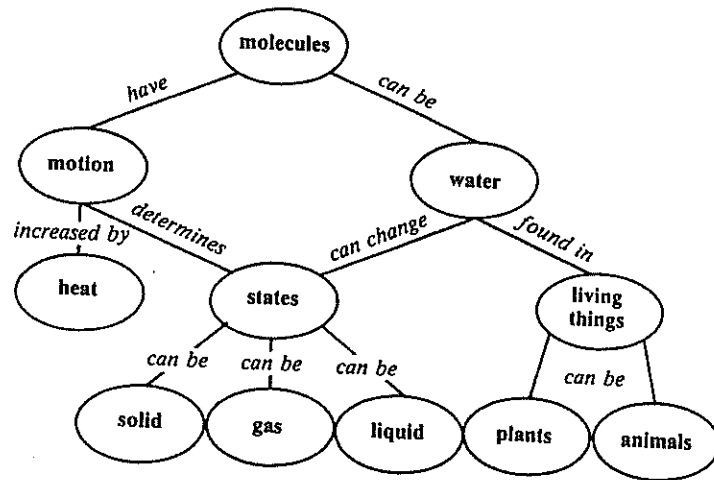 molecules
have
can be
motion
water
increased by
determines
can change
found in
heat
states
living
things
can be
can be
can be
can be
solid
gas
liquid
plants
animals